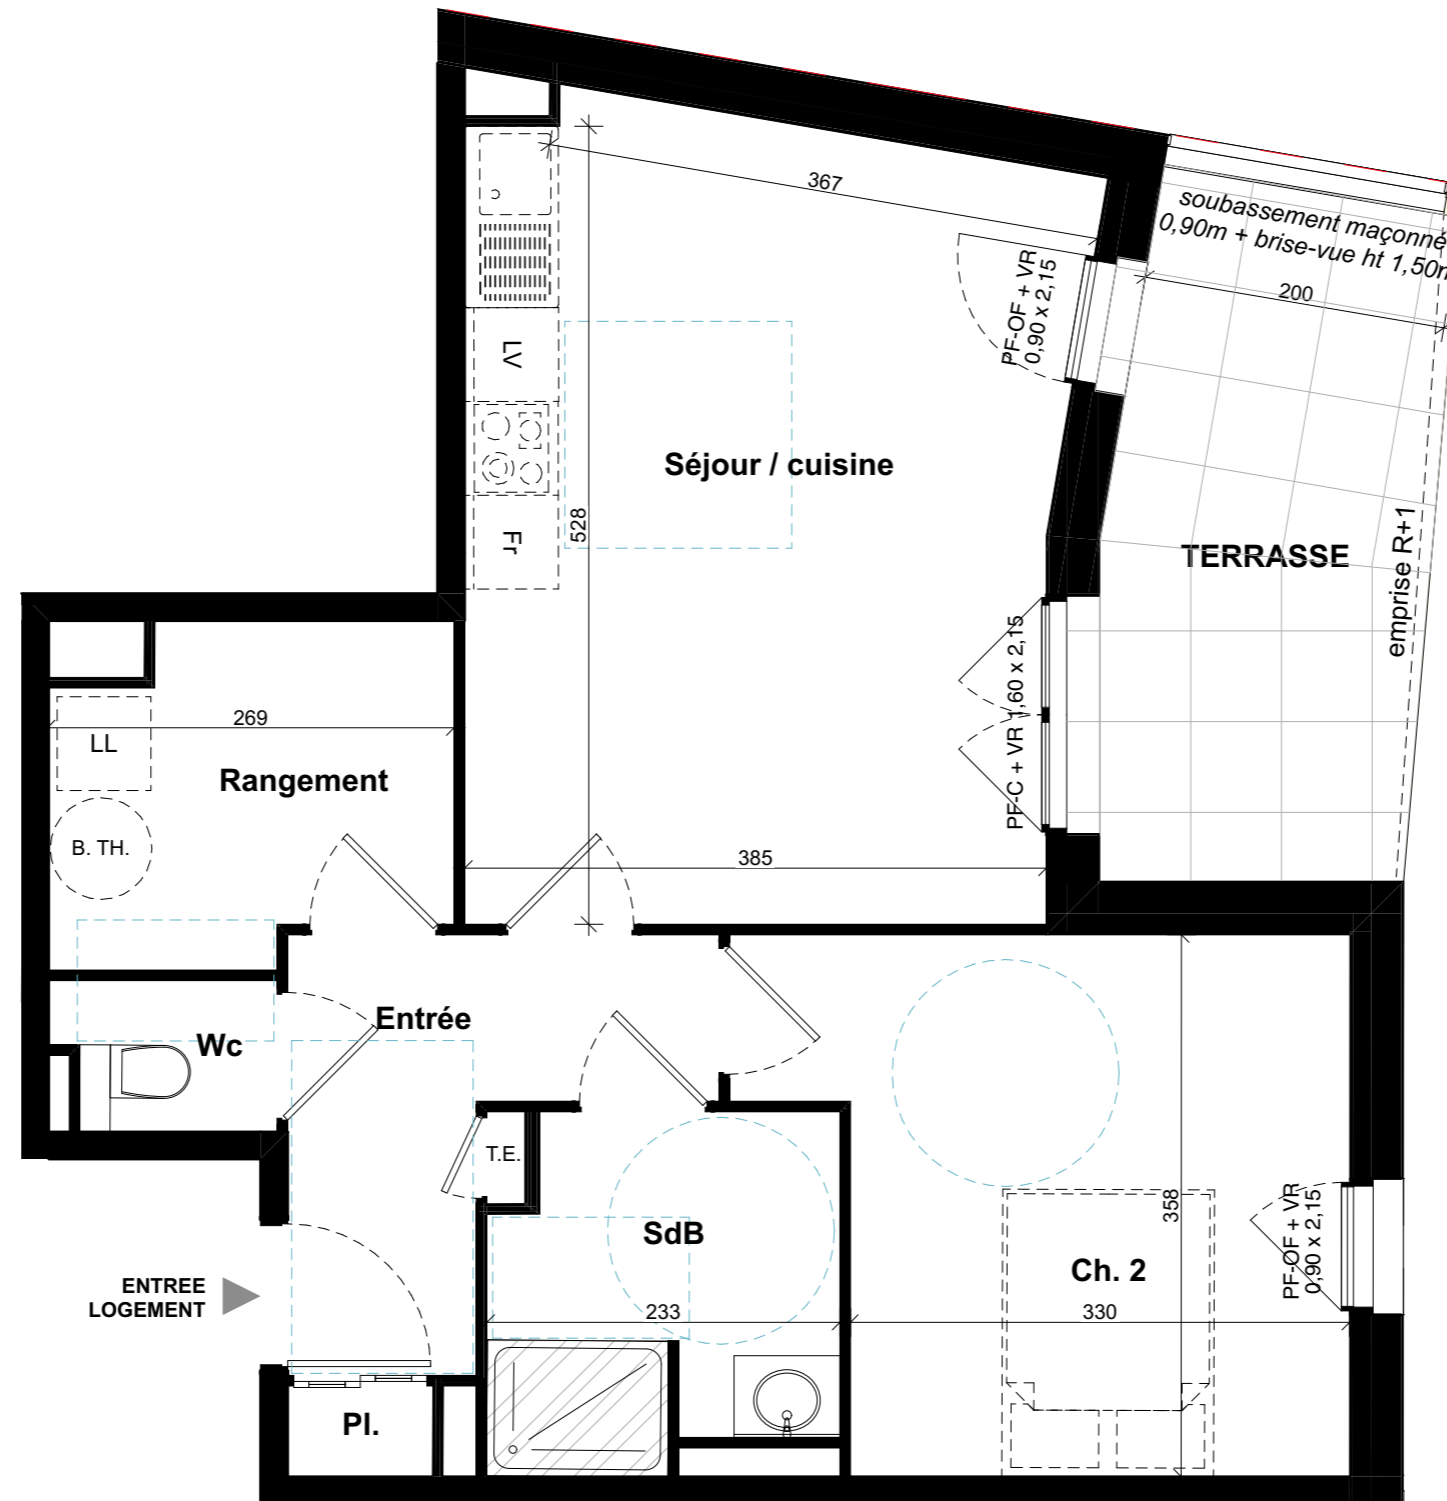 367
soubassement maçonné
0,90m + brise-vue ht 1,50m
PF-OF + VR
0,90 x 2,15
200
LV
Séjour / cuisine
528
Fr
TERRASSE
emprise R+1
PF-C + VR 1,60 x 2,15
269
LL
Rangement
B. TH.
385
Entrée
Wc
T.E.
SdB
358
PF-OF + VR
0,90 x 2,15
Ch. 2
ENTREE
LOGEMENT
233
330
Pl.